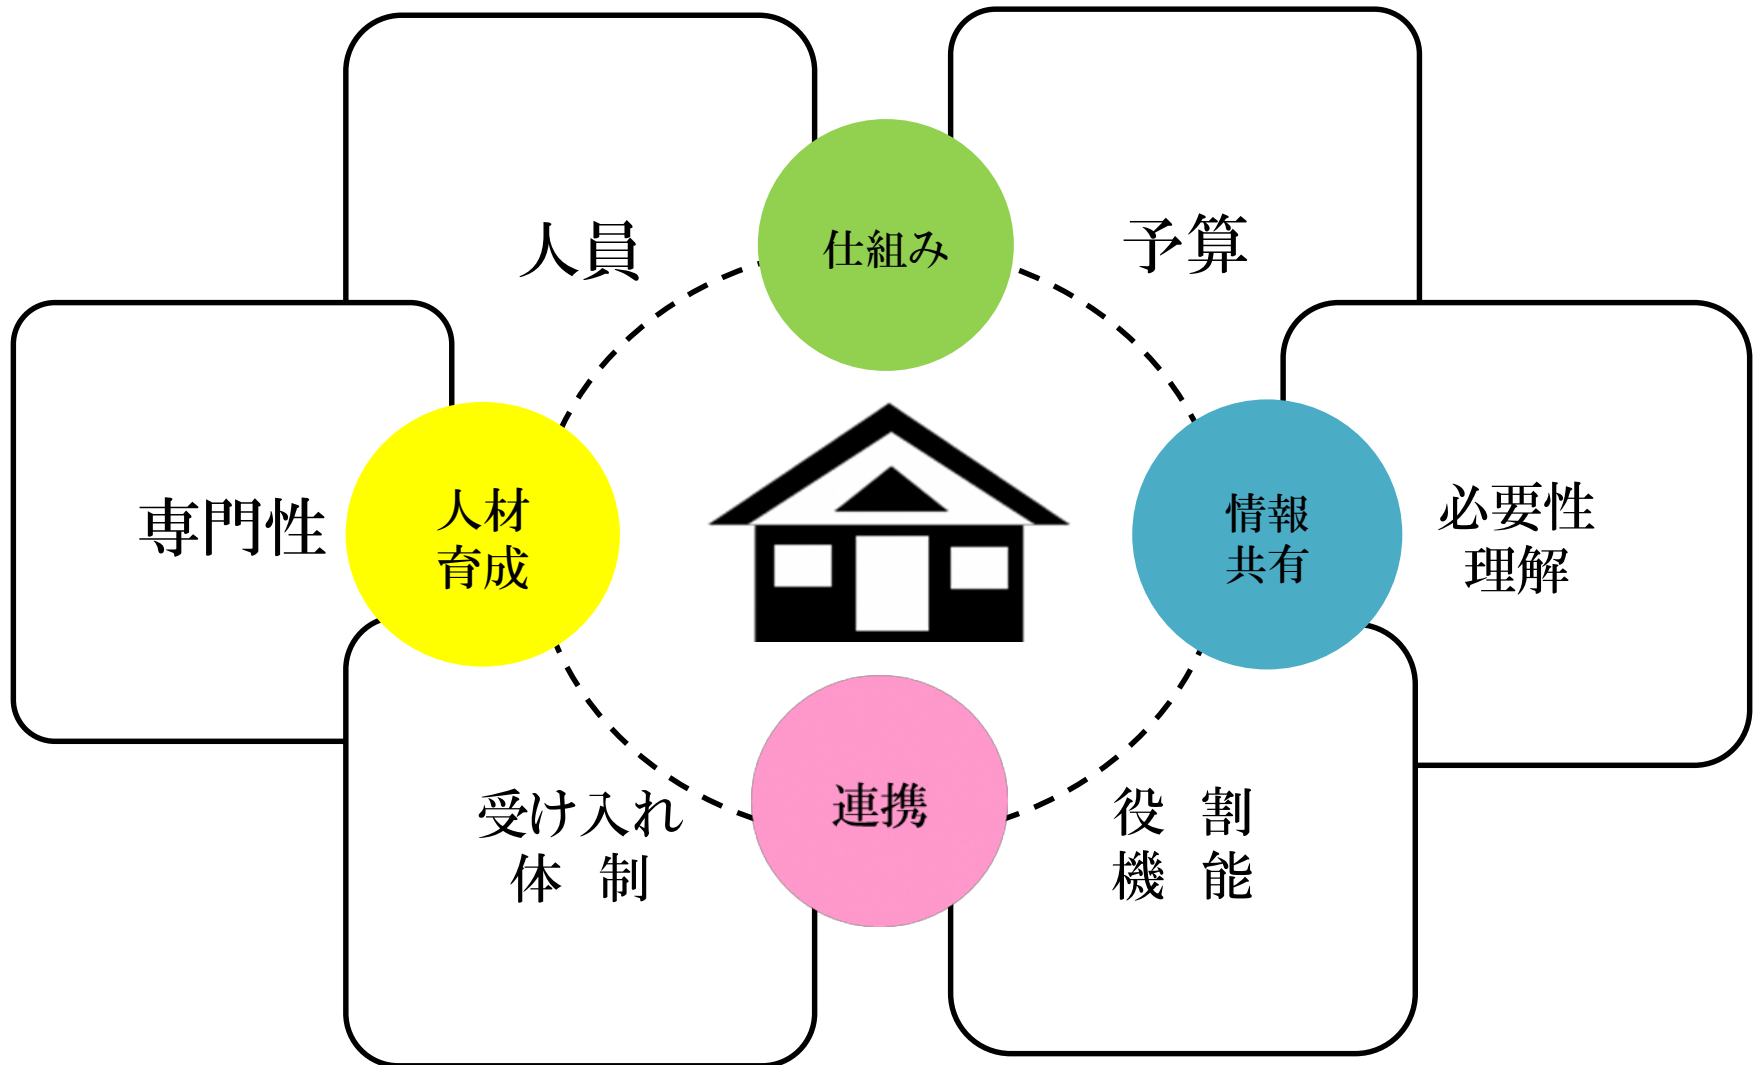 人員
仕組み
予算
専門性
人材
育成
情報
共有
必要性
理解
受け入れ
体 制
連携
役 割
機 能